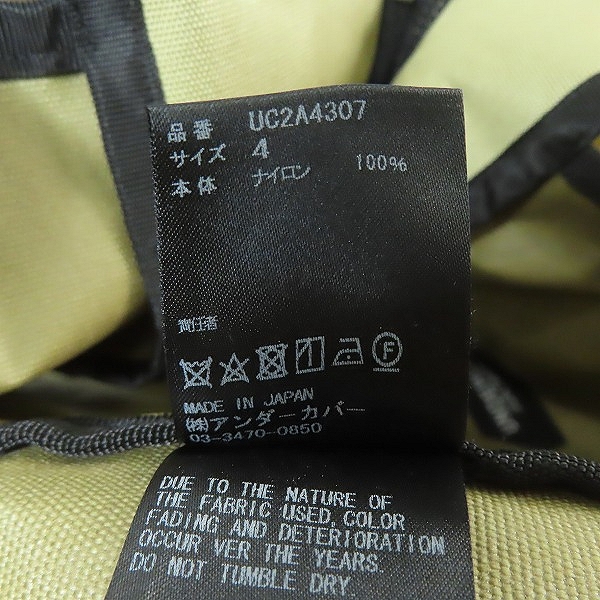 品番 UC2A4307
サイズ 4
本体 ナイロン 100%
責任者
F
MADE IN JAPAN
㈱アンダーカバー
03-3470-0850
DUE TO THE NATURE OF
THE FABRIC USED, COLOR
FADING AND DETERIORATION
OCCUR VER THE YEARS.
DO NOT TUMBLE DRY.